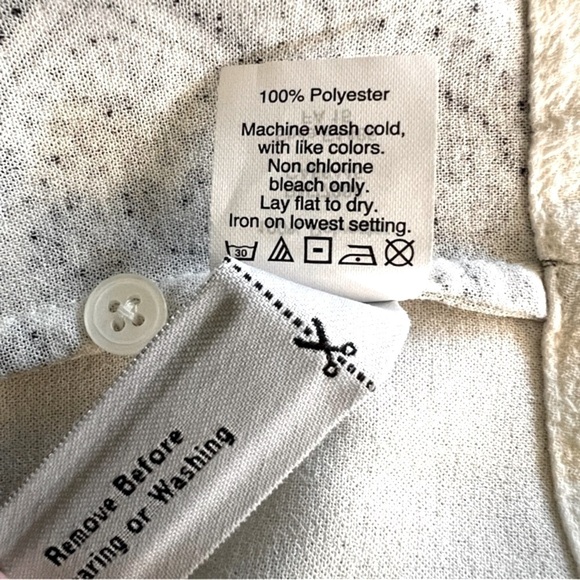 100% Polyester
Machine wash cold,
with like colors.
Non chlorine
bleach only.
Lay flat to dry.
Iron on lowest setting.
30
Remove Before
aring or Washing